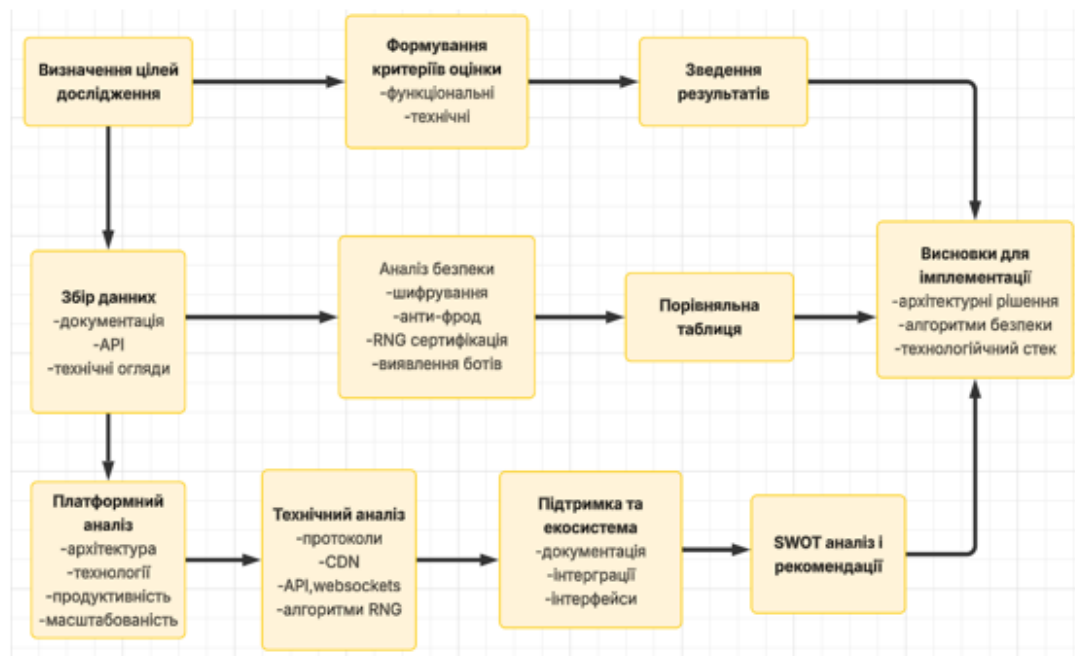 Визначення цілей
дослідження
Формування
критеріїв оцінки
-функціональні
-технічні
Зведення
результатів
Збір данних
-документація
-API
-технічні огляди
Аналіз безпеки
-шифрування
-анти-фрод
-RNG сертифікація
-виявлення ботів
Порівняльна
таблиця
Висновки для
імплементації
-архітектурні рішення
-алгоритми безпеки
-технологійчний стек
Платформний
аналіз
-архітектура
-технології
-продуктивність
-масштабованість
Технічний аналіз
-протоколи
-CDN
-API,websockets
-алгоритми RNG
Підтримка та
екосистема
-документація
-інтерграції
-інтерфейси
SWOT аналіз і
рекомендації